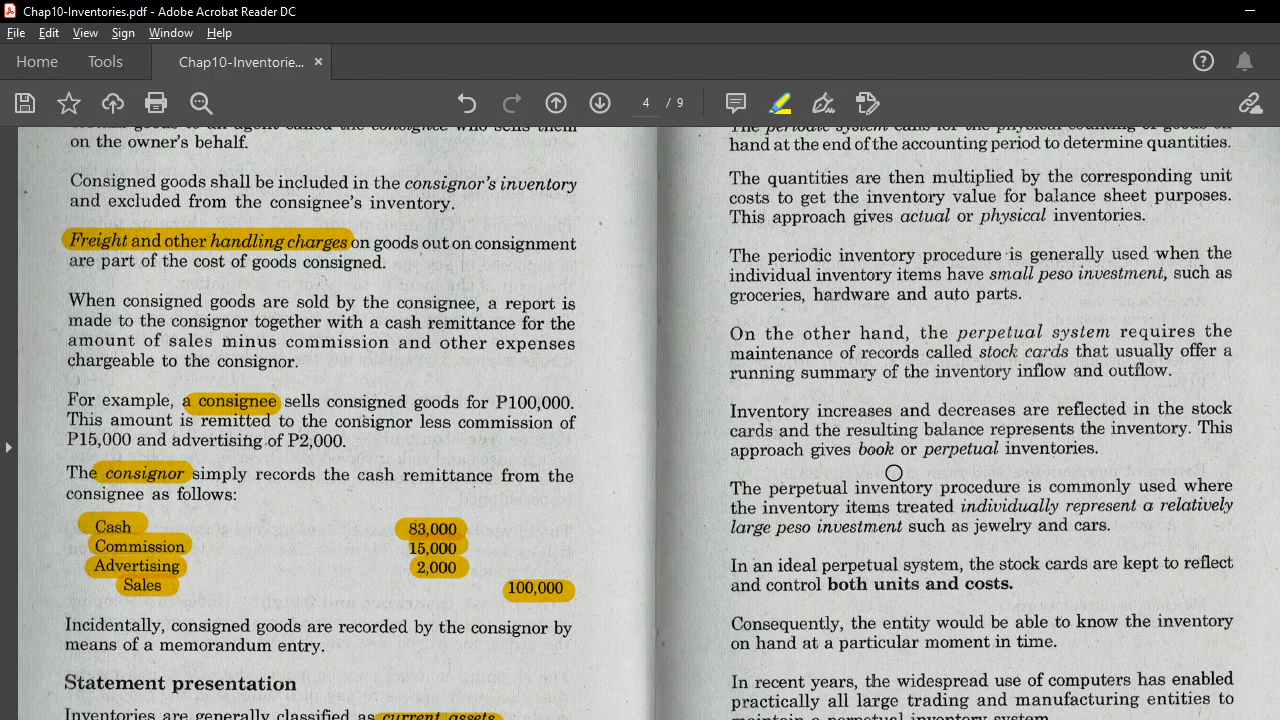 Chap10-Inventories.pdf - Adobe Acrobat Reader DC
File Edit View Sign Window Help
Home Tools Chap10-Inventorie... ×
4 / 9
on the owner's behalf.
Consigned goods shall be included in the consignor's inventory
and excluded from the consignee's inventory.
Freight and other handling charges on goods out on consignment
are part of the cost of goods consigned.
When consigned goods are sold by the consignee, a report is
made to the consignor together with a cash remittance for the
amount of sales minus commission and other expenses
chargeable to the consignor.
For example, a consignee sells consigned goods for P100,000.
This amount is remitted to the consignor less commission of
P15,000 and advertising of P2,000.
The consignor simply records the cash remittance from the
consignee as follows:
Cash 83,000
Commission 15,000
Advertising 2,000
Sales 100,000
Incidentally, consigned goods are recorded by the consignor by
means of a memorandum entry.
Statement presentation
Inventories are generally classified as current assets
hand at the end of the accounting period to determine quantities.
The quantities are then multiplied by the corresponding unit
costs to get the inventory value for balance sheet purposes.
This approach gives actual or physical inventories.
The periodic inventory procedure is generally used when the
individual inventory items have small peso investment, such as
groceries, hardware and auto parts.
On the other hand, the perpetual system requires the
maintenance of records called stock cards that usually offer a
running summary of the inventory inflow and outflow.
Inventory increases and decreases are reflected in the stock
cards and the resulting balance represents the inventory. This
approach gives book or perpetual inventories.
The perpetual inventory procedure is commonly used where
the inventory items treated individually represent a relatively
large peso investment such as jewelry and cars.
In an ideal perpetual system, the stock cards are kept to reflect
and control both units and costs.
Consequently, the entity would be able to know the inventory
on hand at a particular moment in time.
In recent years, the widespread use of computers has enabled
practically all large trading and manufacturing entities to